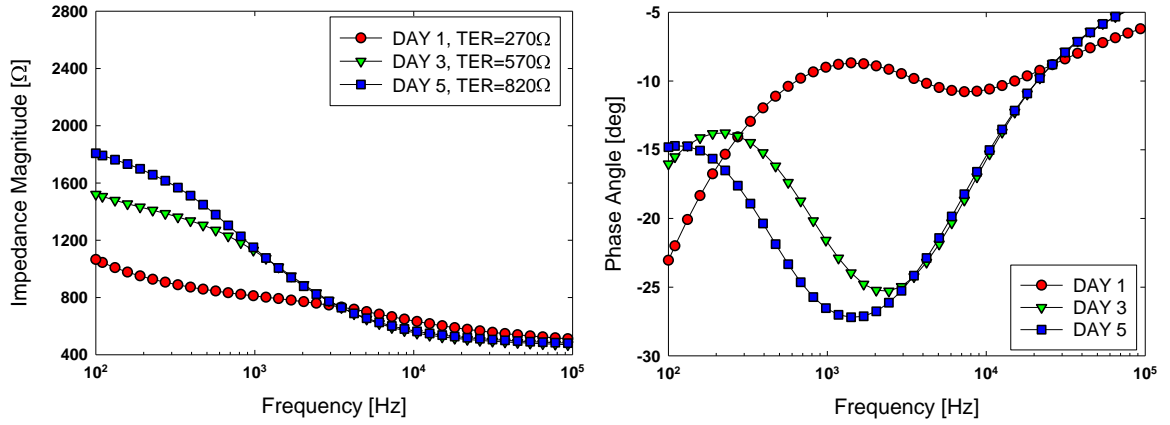 2800
2400
2000
1600
1200
800
400
Impedance Magnitude [Ω]
DAY 1, TER=270Ω
DAY 3, TER=570Ω
DAY 5, TER=820Ω
10²
10³
10⁴
10⁵
Frequency [Hz]
-5
-10
-15
-20
-25
-30
Phase Angle [deg]
DAY 1
DAY 3
DAY 5
10²
10³
10⁴
10⁵
Frequency [Hz]